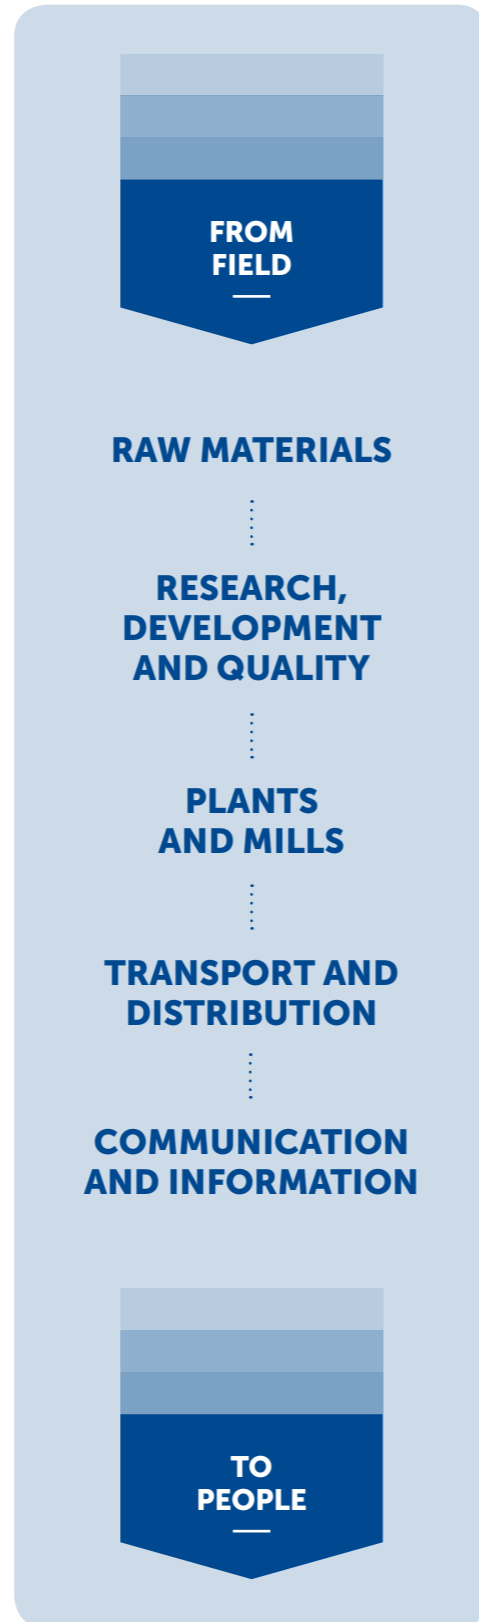 FROM
FIELD
RAW MATERIALS
RESEARCH,
DEVELOPMENT
AND QUALITY
PLANTS
AND MILLS
TRANSPORT AND
DISTRIBUTION
COMMUNICATION
AND INFORMATION
TO
PEOPLE